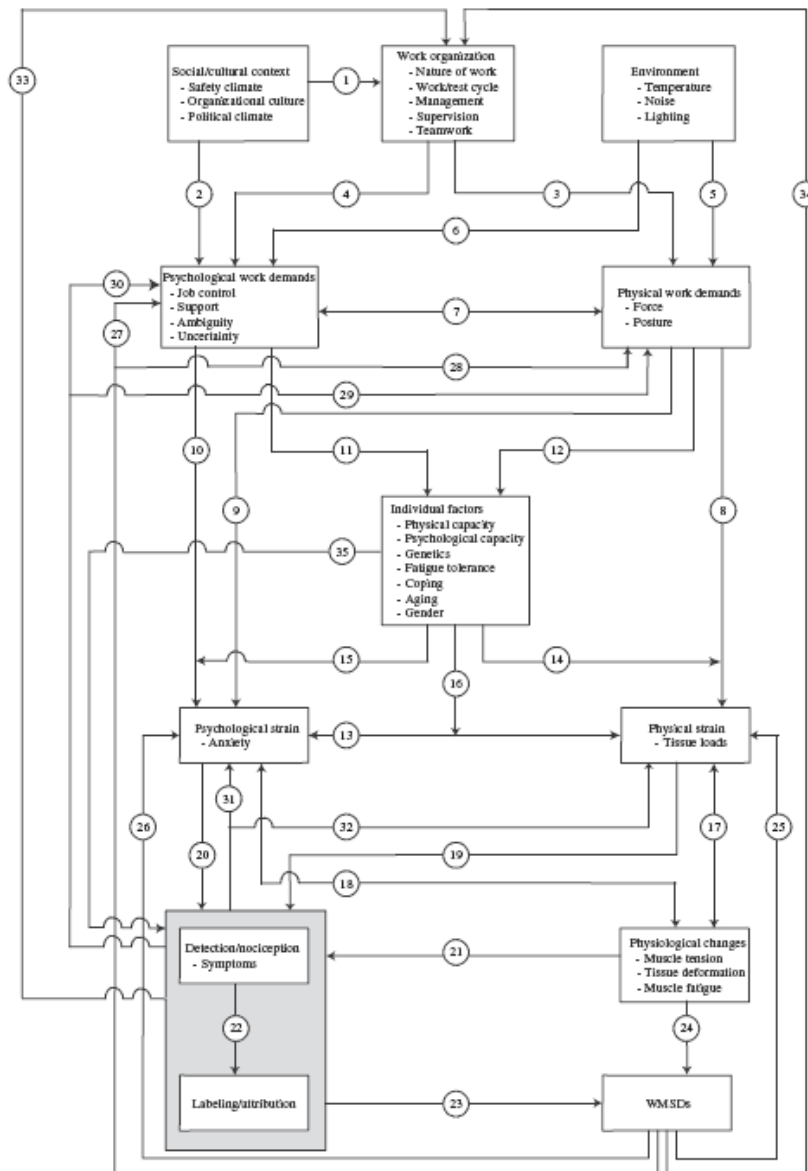 33
Social/cultural context
- Safety climate
- Organizational culture
- Political climate
1
Work organization
- Nature of work
- Work/rest cycle
- Management
- Supervision
- Teamwork
Environment
- Temperature
- Noise
- Lighting
2
4
3
5
34
6
30
27
Psychological work demands
- Job control
- Support
- Ambiguity
- Uncertainty
7
Physical work demands
- Force
- Posture
28
29
10
11
12
9
8
35
Individual factors
- Physical capacity
- Psychological capacity
- Genetics
- Fatigue tolerance
- Coping
- Aging
- Gender
15
14
16
Psychological strain
- Anxiety
13
Physical strain
- Tissue loads
31
26
32
17
25
20
19
18
Detection/nociception
- Symptoms
21
Physiological changes
- Muscle tension
- Tissue deformation
- Muscle fatigue
22
24
Labeling/attribution
23
WMSDs